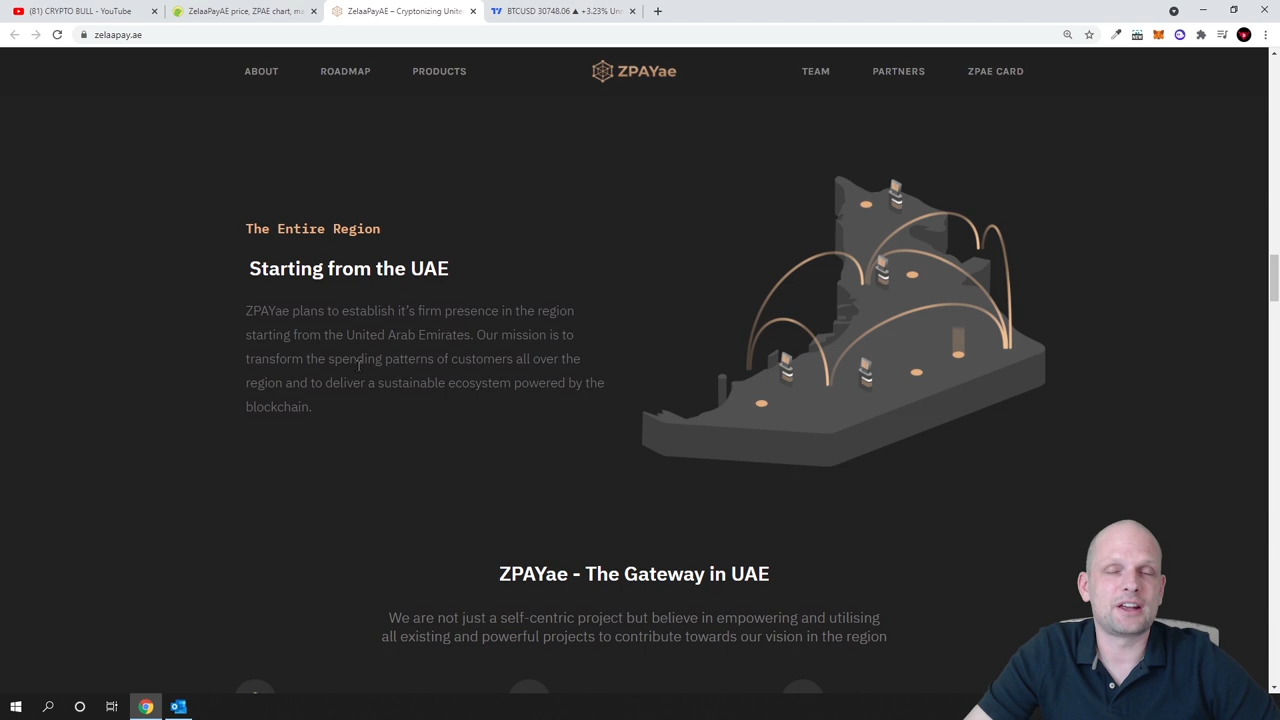 (81) CRYPTO BULL - YouTube
ZelaaPayAE price, ZPAE chart, ma
ZelaaPayAE – Cryptonizing Unite
BTCUSD 30748.06 ▲ +3.23% Un
zelaapay.ae
ABOUT ROADMAP PRODUCTS ZPAYae TEAM PARTNERS ZPAE CARD
The Entire Region
Starting from the UAE
ZPAYae plans to establish it's firm presence in the region
starting from the United Arab Emirates. Our mission is to
transform the spending patterns of customers all over the
region and to deliver a sustainable ecosystem powered by the
blockchain.
ZPAYae - The Gateway in UAE
We are not just a self-centric project but believe in empowering and utilising
all existing and powerful projects to contribute towards our vision in the region